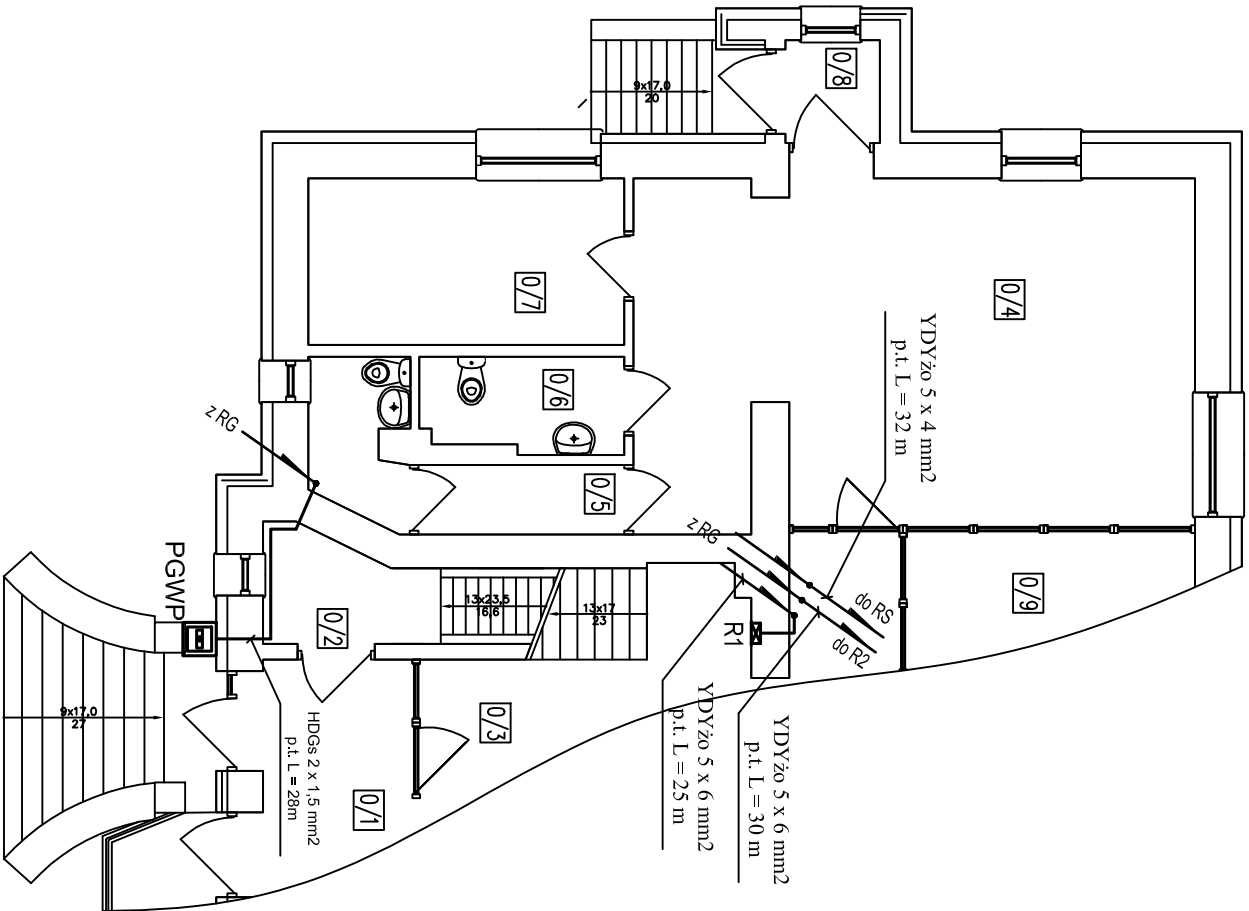 0/8
9x17,0
20
0/4
0/7
YDYżo 5 x 4 mm2
p.t. L = 32 m
0/6
z RG
0/5
z RG
do RS
do R2
0/9
PGWP
0/2
13x23,5
16,6
13x17
23
R1
0/3
9x17,0
27
HDGs 2 x 1,5 mm2
p.t. L = 28m
0/1
YDYżo 5 x 6 mm2
p.t. L = 25 m
YDYżo 5 x 6 mm2
p.t. L = 30 m